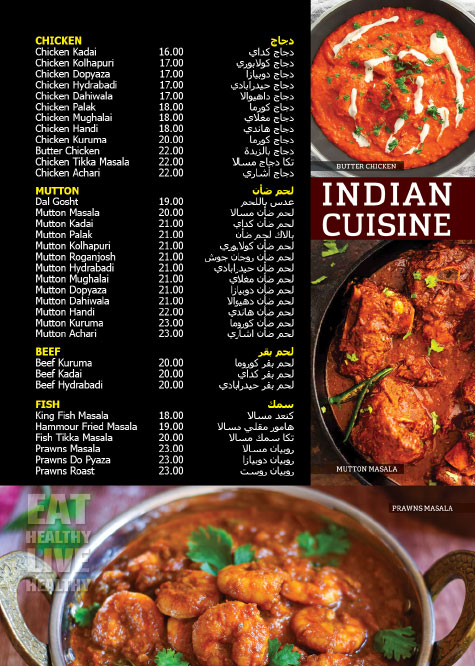 CHICKEN دجاج
Chicken Kadai 16.00 دجاج كداي
Chicken Kolhapuri 17.00 دجاج كولابوري
Chicken Dopyaza 17.00 دجاج دوبيازا
Chicken Hydrabadi 17.00 دجاج حيدرابادي
Chicken Dahiwala 17.00 دجاج داهيوالا
Chicken Palak 18.00 دجاج كورما
Chicken Mughalai 18.00 دجاج مغلاي
Chicken Handi 18.00 دجاج هاندي
Chicken Kuruma 20.00 دجاج كورما
Butter Chicken 22.00 دجاج بالزبدة
Chicken Tikka Masala 22.00 تكا دجاج مسالا
Chicken Achari 22.00 دجاج أشاري
MUTTON لحم ضأن
Dal Gosht 19.00 عدس باللحم
Mutton Masala 20.00 لحم ضأن مسالا
Mutton Kadai 21.00 لحم ضأن كداي
Mutton Palak 21.00 بالاك لحم ضأن
Mutton Kolhapuri 21.00 لحم ضأن كولابوري
Mutton Roganjosh 21.00 لحم ضأن روجان جوش
Mutton Hydrabadi 21.00 لحم ضأن حيدرابادي
Mutton Mughalai 21.00 لحم ضأن مغلاي
Mutton Dopyaza 21.00 لحم ضأن دوبيازا
Mutton Dahiwala 21.00 لحم ضأن دهيوالا
Mutton Handi 22.00 لحم ضأن هاندي
Mutton Kuruma 23.00 لحم ضأن كوروما
Mutton Achari 23.00 لحم ضأن اشاري
BEEF لحم بقر
Beef Kuruma 20.00 لحم بقر كوروما
Beef Kadai 20.00 لحم بقر كداي
Beef Hydrabadi 20.00 لحم بقر حيدرابادي
FISH سمك
King Fish Masala 18.00 كنعد مسالا
Hammour Fried Masala 19.00 هامور مقلي مسالا
Fish Tikka Masala 20.00 تكا سمك مسالا
Prawns Masala 23.00 روبيان مسالا
Prawns Do Pyaza 23.00 روبيان دوبيازا
Prawns Roast 23.00 روبيان روست
BUTTER CHICKEN
INDIAN
CUISINE
MUTTON MASALA
PRAWNS MASALA
EAT
HEALTHY
LIVE
HEALTHY